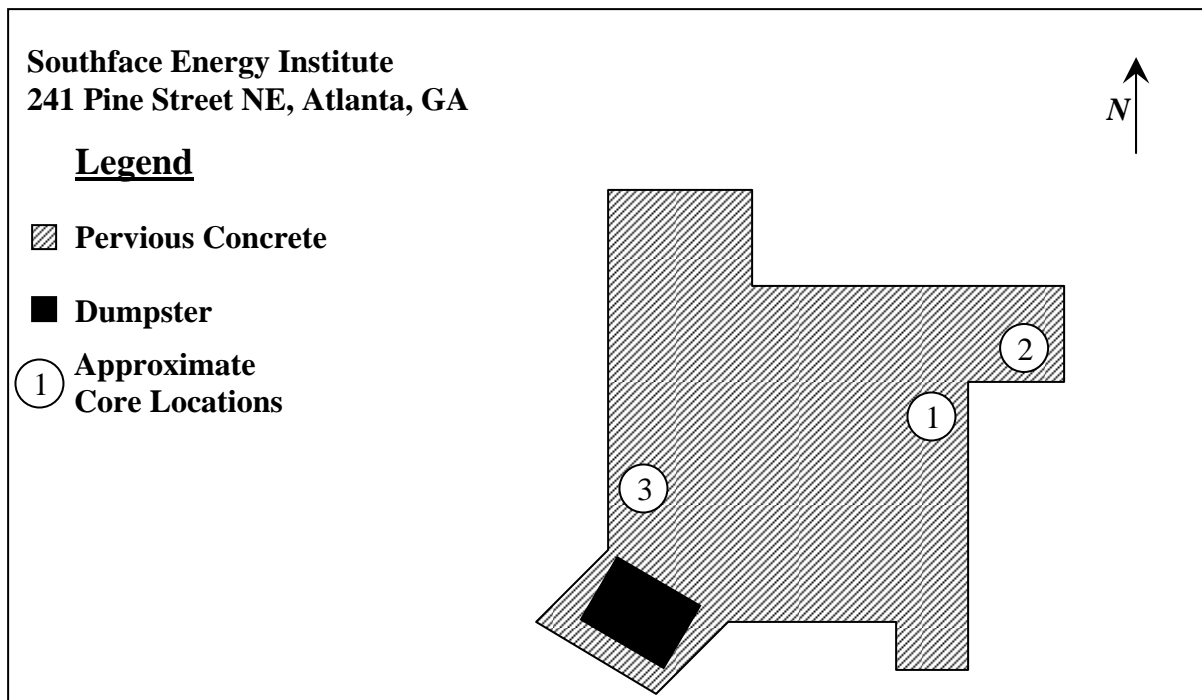 Southface Energy Institute
241 Pine Street NE, Atlanta, GA
N
Legend
Pervious Concrete
Dumpster
1 Approximate
Core Locations
2
1
3